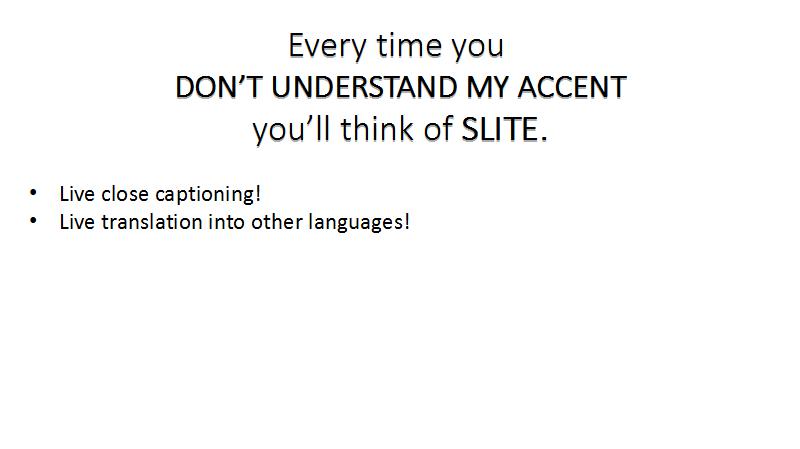 Every time you
DON’T UNDERSTAND MY ACCENT
you’ll think of SLITE.
• Live close captioning!
• Live translation into other languages!